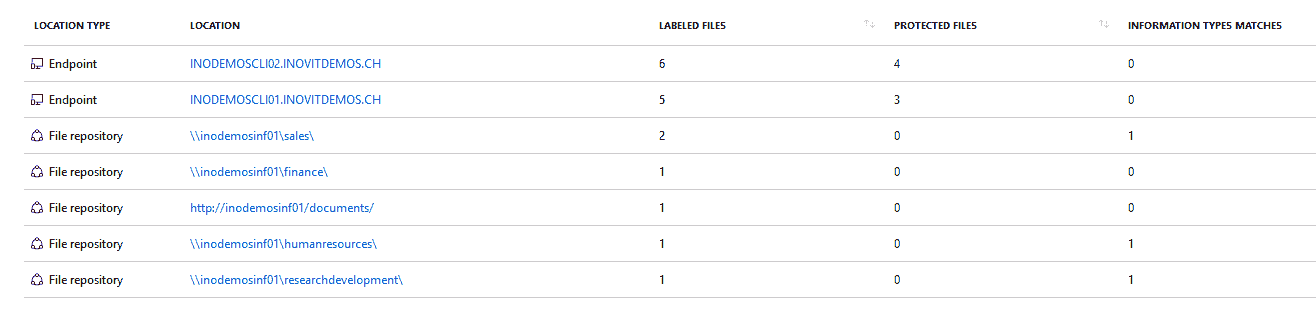 LOCATION TYPE LOCATION LABELED FILES PROTECTED FILES INFORMATION TYPES MATCHES
Endpoint INODEMOSCLI02.INOVITDEMOS.CH 6 4 0
Endpoint INODEMOSCLI01.INOVITDEMOS.CH 5 3 0
File repository \\inodemosinf01\sales\ 2 0 1
File repository \\inodemosinf01\finance\ 1 0 0
File repository http://inodemosinf01/documents/ 1 0 0
File repository \\inodemosinf01\humanresources\ 1 0 1
File repository \\inodemosinf01\researchdevelopment\ 1 0 1